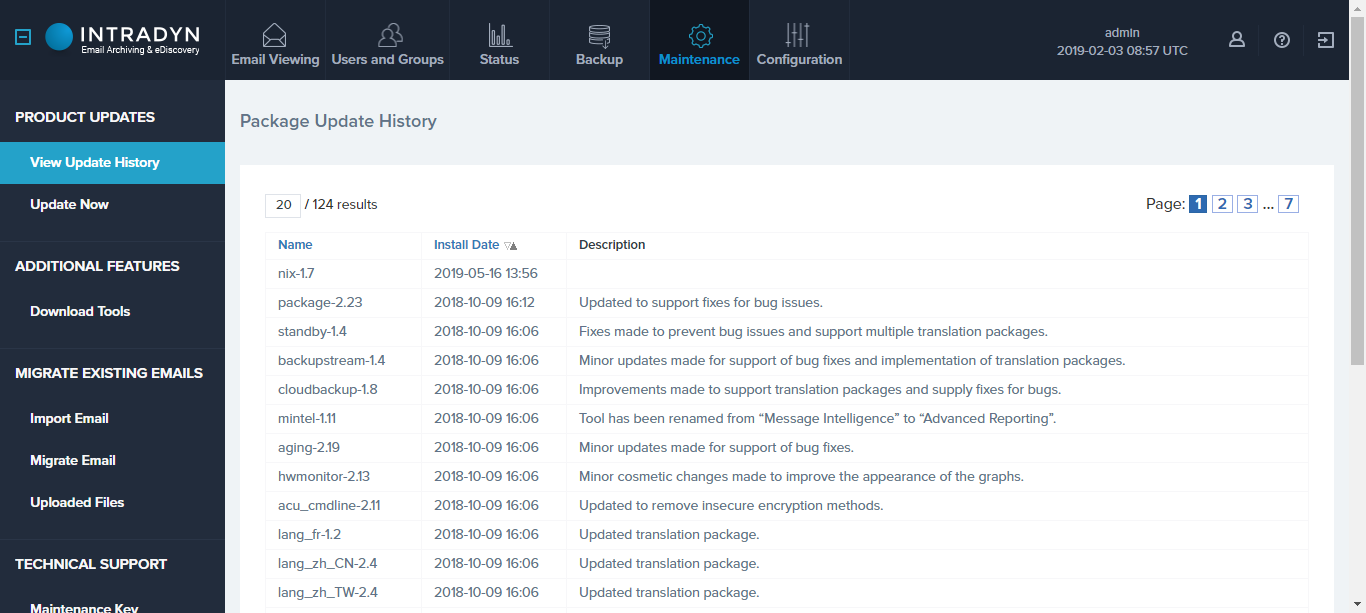 INTRADYN
Email Archiving & eDiscovery
Email Viewing
Users and Groups
Status
Backup
Maintenance
Configuration
admin
2019-02-03 08:57 UTC
PRODUCT UPDATES
View Update History
Update Now
ADDITIONAL FEATURES
Download Tools
MIGRATE EXISTING EMAILS
Import Email
Migrate Email
Uploaded Files
TECHNICAL SUPPORT
Maintenance Key
Package Update History
20 / 124 results
Page: 1 2 3 ... 7
Name Install Date Description
nix-1.7 2019-05-16 13:56
package-2.23 2018-10-09 16:12 Updated to support fixes for bug issues.
standby-1.4 2018-10-09 16:06 Fixes made to prevent bug issues and support multiple translation packages.
backupstream-1.4 2018-10-09 16:06 Minor updates made for support of bug fixes and implementation of translation packages.
cloudbackup-1.8 2018-10-09 16:06 Improvements made to support translation packages and supply fixes for bugs.
mintel-1.11 2018-10-09 16:06 Tool has been renamed from “Message Intelligence” to “Advanced Reporting”.
aging-2.19 2018-10-09 16:06 Minor updates made for support of bug fixes.
hwmonitor-2.13 2018-10-09 16:06 Minor cosmetic changes made to improve the appearance of the graphs.
acu_cmdline-2.11 2018-10-09 16:06 Updated to remove insecure encryption methods.
lang_fr-1.2 2018-10-09 16:06 Updated translation package.
lang_zh_CN-2.4 2018-10-09 16:06 Updated translation package.
lang_zh_TW-2.4 2018-10-09 16:06 Updated translation package.